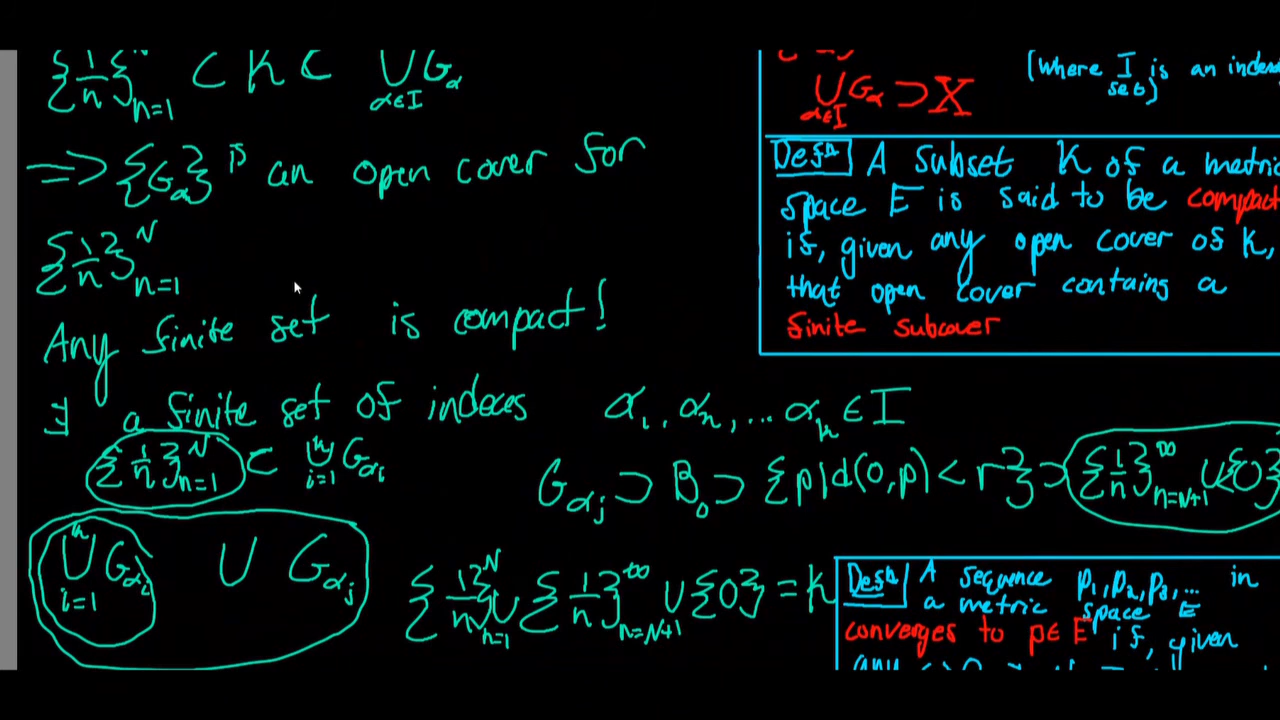 {1/n}_{n=1}^N ⊂ K ⊂ ∪_{α∈I} G_α
⟹ {G_α} is an open cover for
{1/n}_{n=1}^N
Any finite set is compact!
∃ a finite set of indexes α_1, α_n, ... α_n ∈ I
{1/n}_{n=1}^N ⊂ ∪_{i=1}^n G_{α_i}
G_{α_j} ⊃ B_0 ⊃ {p|d(0,p) < r} ⊃ {1/n}_{n=N+1}^∞ ∪ {0}
∪_{i=1}^n G_{α_i} ∪ G_{α_j}
{1/n}_{n=1}^N ∪ {1/n}_{n=N+1}^∞ ∪ {0} = K
∪_{α∈I} G_α ⊃ X
(where I is an index
set)
Defn A subset K of a metric
space E is said to be compact
if, given any open cover of K,
that open cover contains a
finite subcover
Defn A sequence p_1, p_2, p_3, ... in
a metric space E
converges to p ∈ E if, given
any